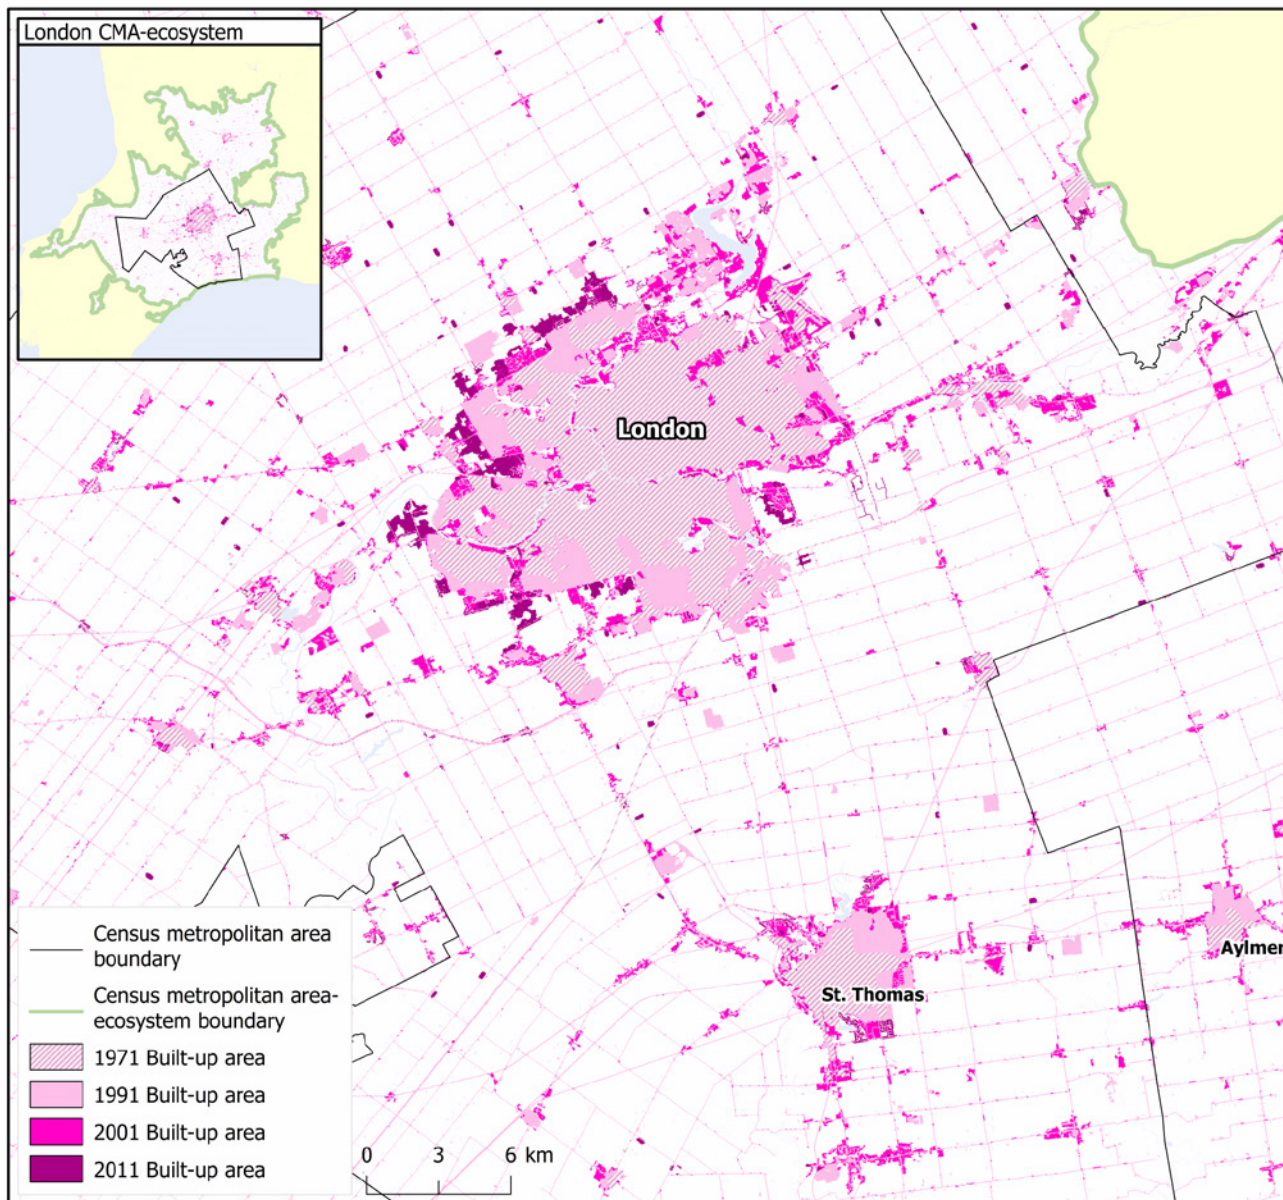 London CMA-ecosystem
London
St. Thomas
Aylmer
Census metropolitan area
boundary
Census metropolitan area-
ecosystem boundary
1971 Built-up area
1991 Built-up area
2001 Built-up area
2011 Built-up area
0 3 6 km